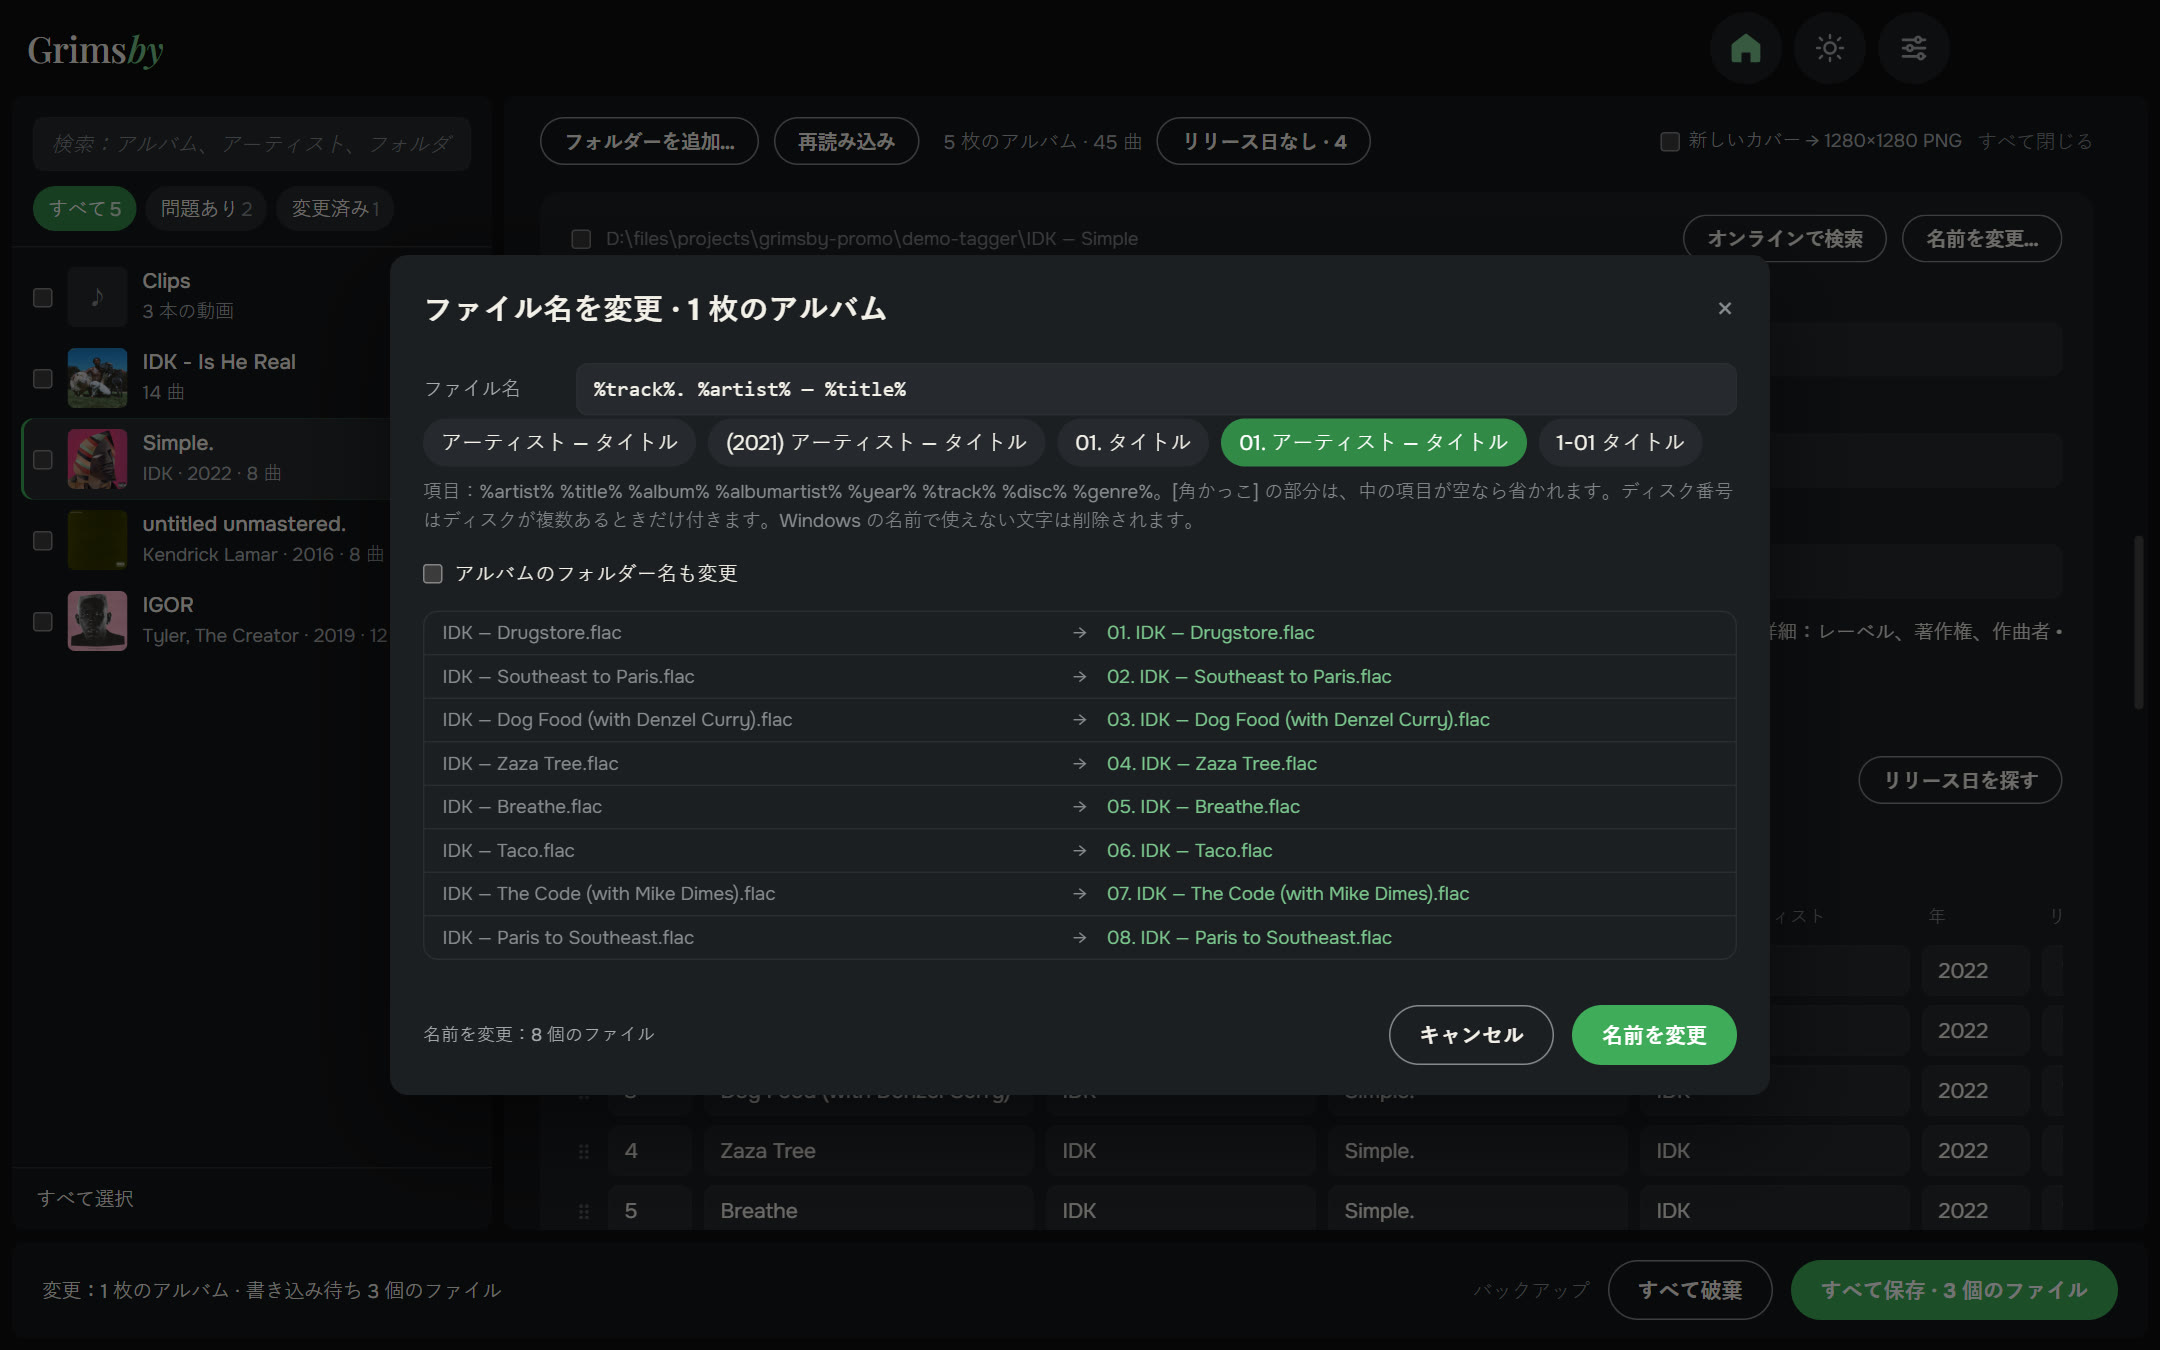 Grimsby
検索：アルバム、アーティスト、フォルダ
すべて 5 問題あり 2 変更済み 1
Clips
3 本の動画
IDK - Is He Real
14 曲
Simple.
IDK · 2022 · 8 曲
untitled unmastered.
Kendrick Lamar · 2016 · 8 曲
IGOR
Tyler, The Creator · 2019 · 12
すべて選択
フォルダーを追加... 再読み込み 5 枚のアルバム · 45 曲 リリース日なし · 4 新しいカバー → 1280×1280 PNG すべて閉じる
D:\files\projects\grimsby-promo\demo-tagger\IDK — Simple オンラインで検索 名前を変更...
ファイル名を変更 · 1 枚のアルバム ×
ファイル名 %track%. %artist% — %title%
アーティスト – タイトル (2021) アーティスト – タイトル 01. タイトル 01. アーティスト – タイトル 1-01 タイトル
項目：%artist% %title% %album% %albumartist% %year% %track% %disc% %genre%。[角かっこ] の部分は、中の項目が空なら省かれます。ディスク番号
はディスクが複数あるときだけ付きます。Windows の名前で使えない文字は削除されます。
アルバムのフォルダー名も変更
IDK — Drugstore.flac → 01. IDK — Drugstore.flac
IDK — Southeast to Paris.flac → 02. IDK — Southeast to Paris.flac
IDK — Dog Food (with Denzel Curry).flac → 03. IDK — Dog Food (with Denzel Curry).flac
IDK — Zaza Tree.flac → 04. IDK — Zaza Tree.flac
IDK — Breathe.flac → 05. IDK — Breathe.flac
IDK — Taco.flac → 06. IDK — Taco.flac
IDK — The Code (with Mike Dimes).flac → 07. IDK — The Code (with Mike Dimes).flac
IDK — Paris to Southeast.flac → 08. IDK — Paris to Southeast.flac
名前を変更：8 個のファイル キャンセル 名前を変更
詳細：レーベル、著作権、作曲者 •
リリース日を探す
ィスト 年 リ
2022
2022
3 Dog Food (with Denzel Curry) IDK Simple. IDK 2022
4 Zaza Tree IDK Simple. IDK 2022
5 Breathe IDK Simple. IDK 2022
変更：1 枚のアルバム · 書き込み待ち 3 個のファイル バックアップ すべて破棄 すべて保存 · 3 個のファイル